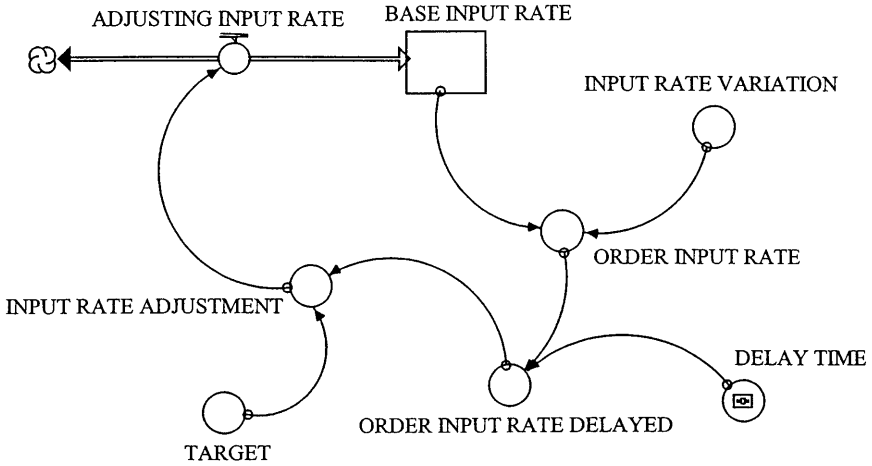 ADJUSTING INPUT RATE
BASE INPUT RATE
INPUT RATE VARIATION
ORDER INPUT RATE
INPUT RATE ADJUSTMENT
DELAY TIME
ORDER INPUT RATE DELAYED
TARGET